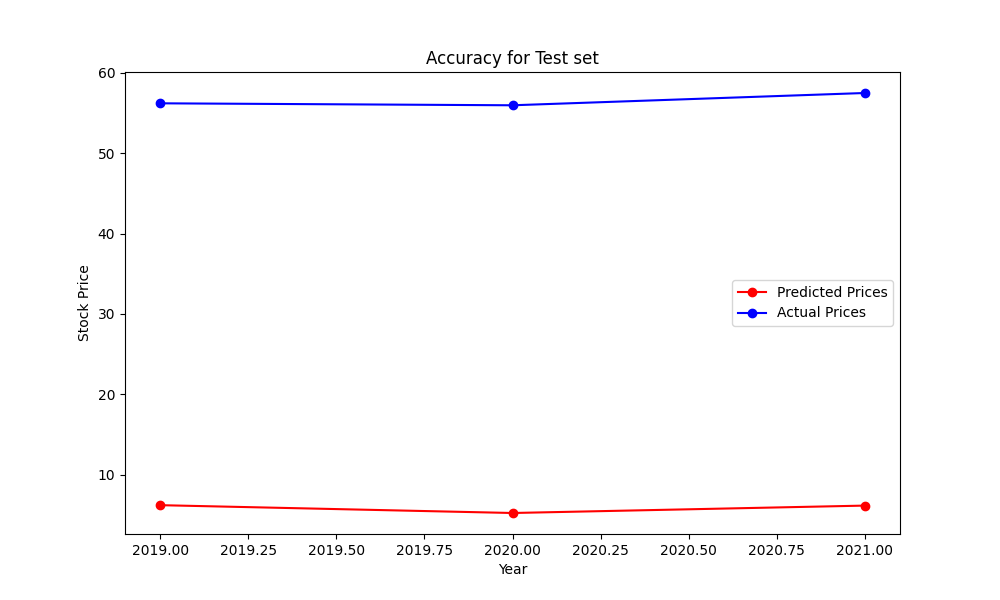 Accuracy for Test set
60
50
40
30
20
10
Stock Price
Predicted Prices
Actual Prices
2019.00 2019.25 2019.50 2019.75 2020.00 2020.25 2020.50 2020.75 2021.00
Year